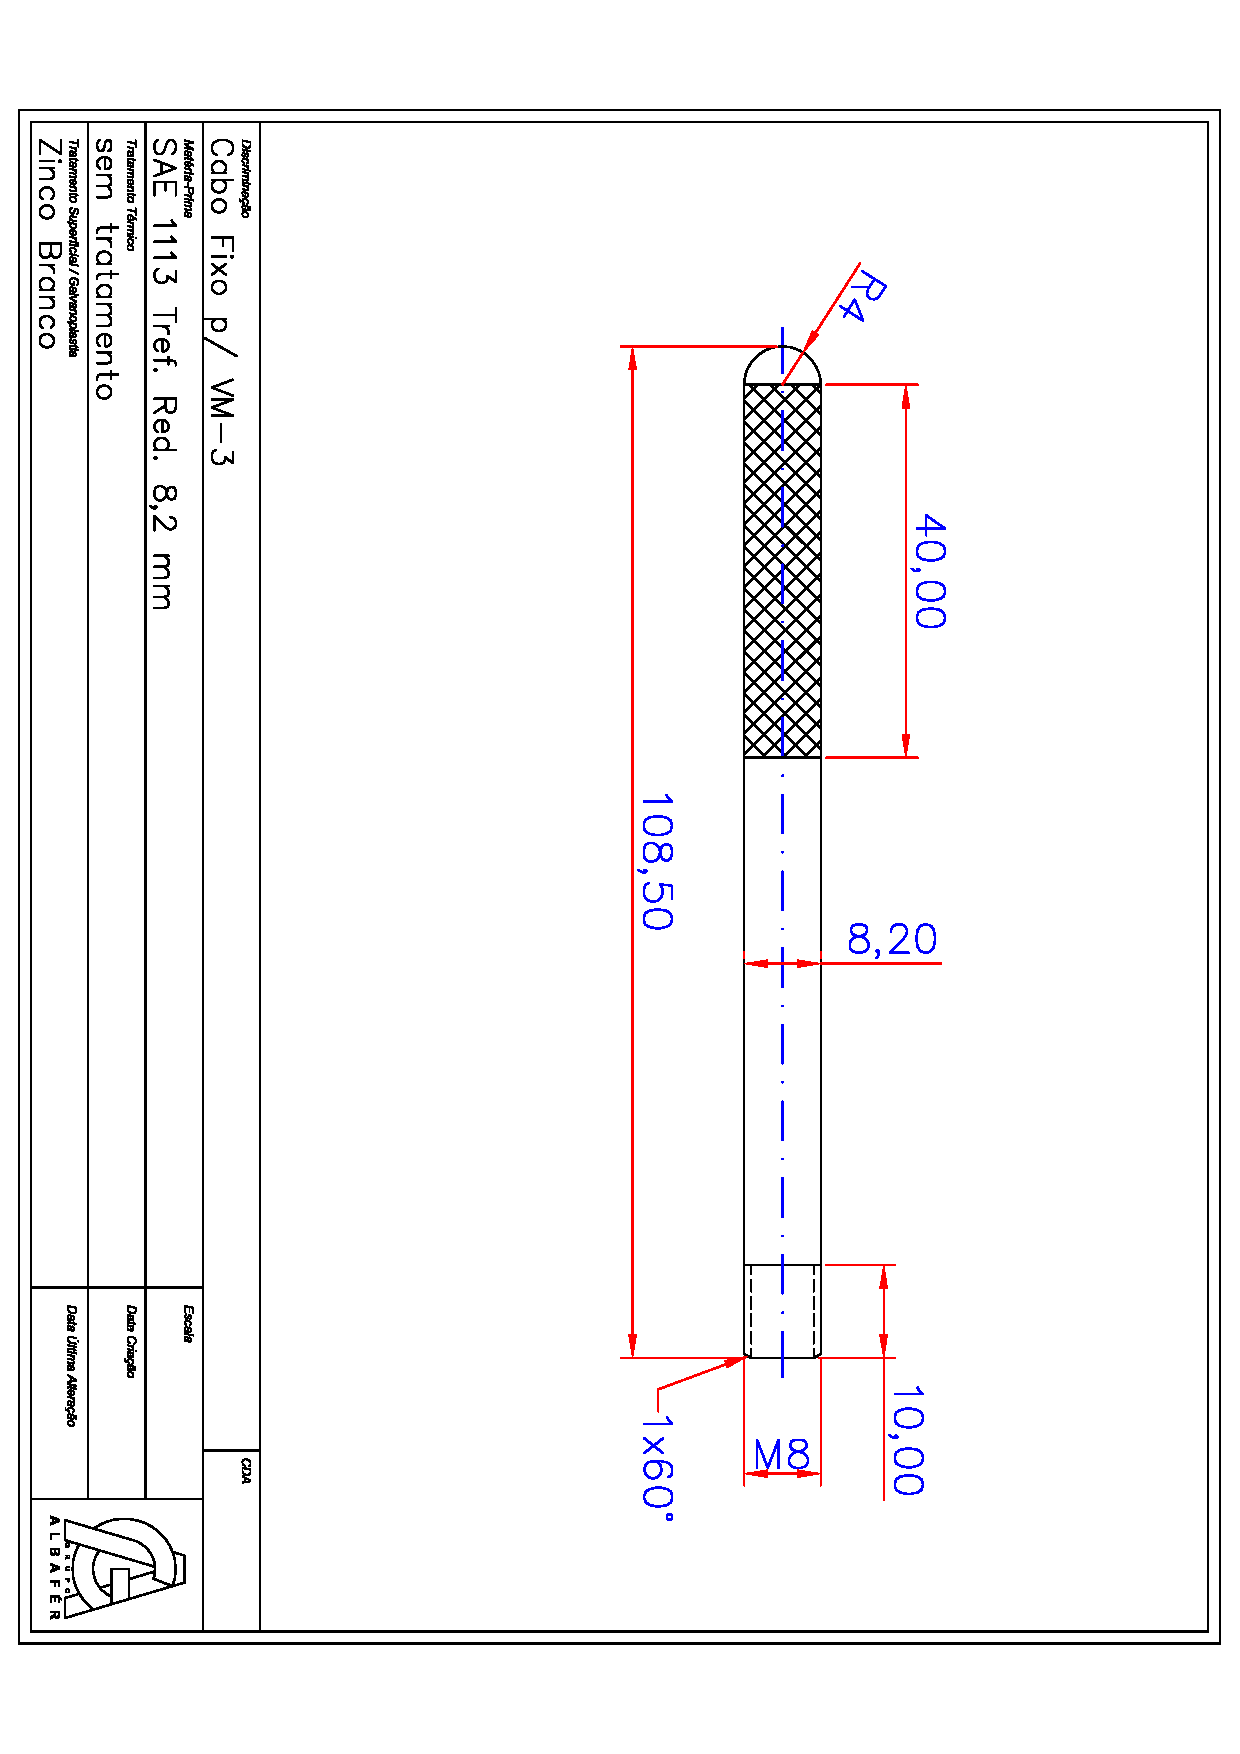 R4
40,00
108,50
8,20
10,00
M8
1x60°
Discriminação
Cabo Fixo p/ VM-3
CDA
Matéria-Prima
SAE 1113 Tref. Red. 8,2 mm
Escala
Tratamento Térmico
sem tratamento
Data Criação
Tratamento Superficial / Galvanoplastia
Zinco Branco
Data Última Alteração
GRUPO
ALBAFÉR